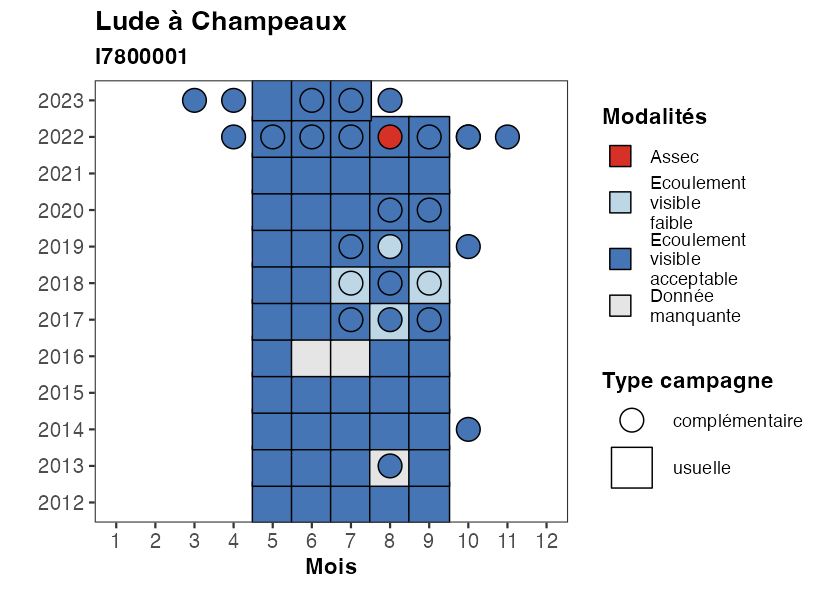 Lude à Champeaux
I7800001
2023
2022
2021
2020
2019
2018
2017
2016
2015
2014
2013
2012
1 2 3 4 5 6 7 8 9 10 11 12
Mois
Modalités
Assec
Ecoulement
visible
faible
Ecoulement
visible
acceptable
Donnée
manquante
Type campagne
complémentaire
usuelle